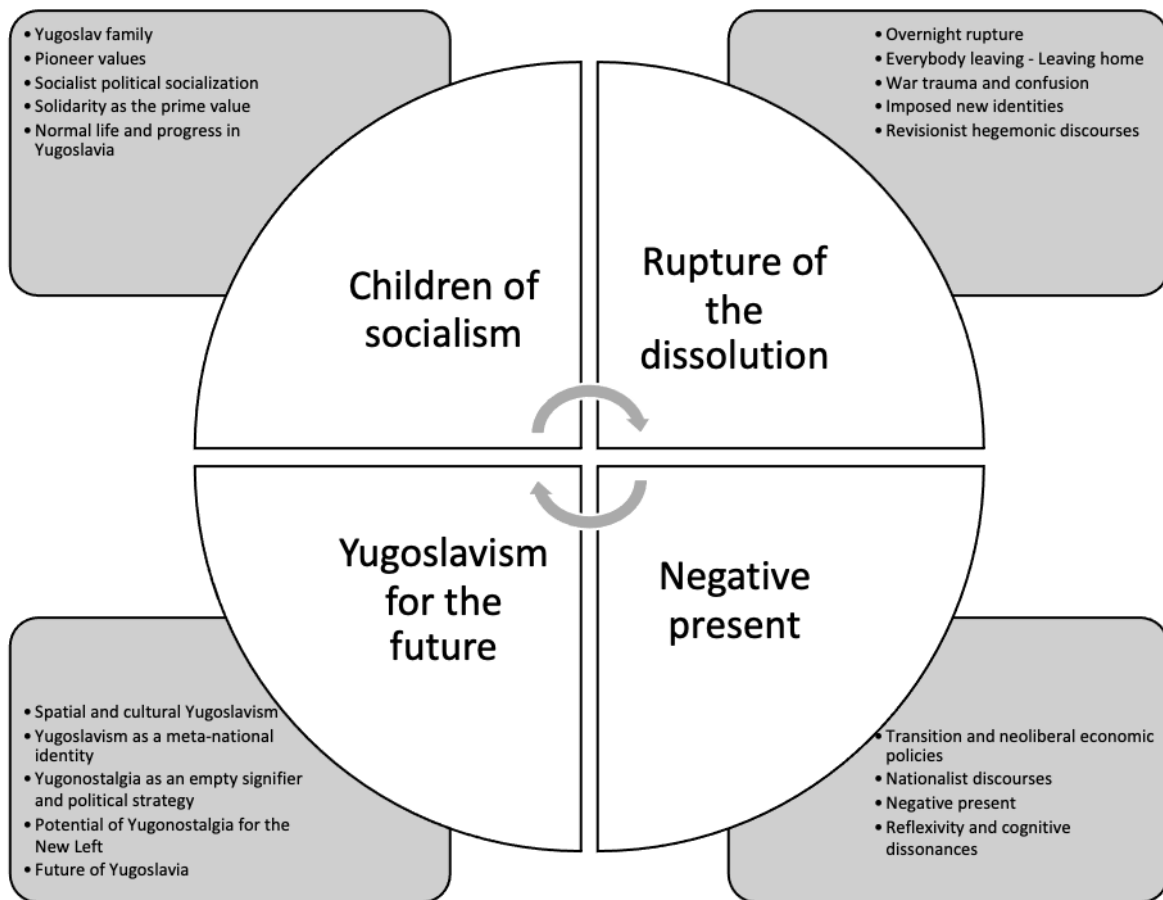 • Yugoslav family
• Pioneer values
• Socialist political socialization
• Solidarity as the prime value
• Normal life and progress in
Yugoslavia
• Overnight rupture
• Everybody leaving - Leaving home
• War trauma and confusion
• Imposed new identities
• Revisionist hegemonic discourses
Children of
socialism
Rupture of
the
dissolution
Yugoslavism
for the
future
Negative
present
• Spatial and cultural Yugoslavism
• Yugoslavism as a meta-national
identity
• Yugonostalgia as an empty signifier
and political strategy
• Potential of Yugonostalgia for the
New Left
• Future of Yugoslavia
• Transition and neoliberal economic
policies
• Nationalist discourses
• Negative present
• Reflexivity and cognitive
dissonances